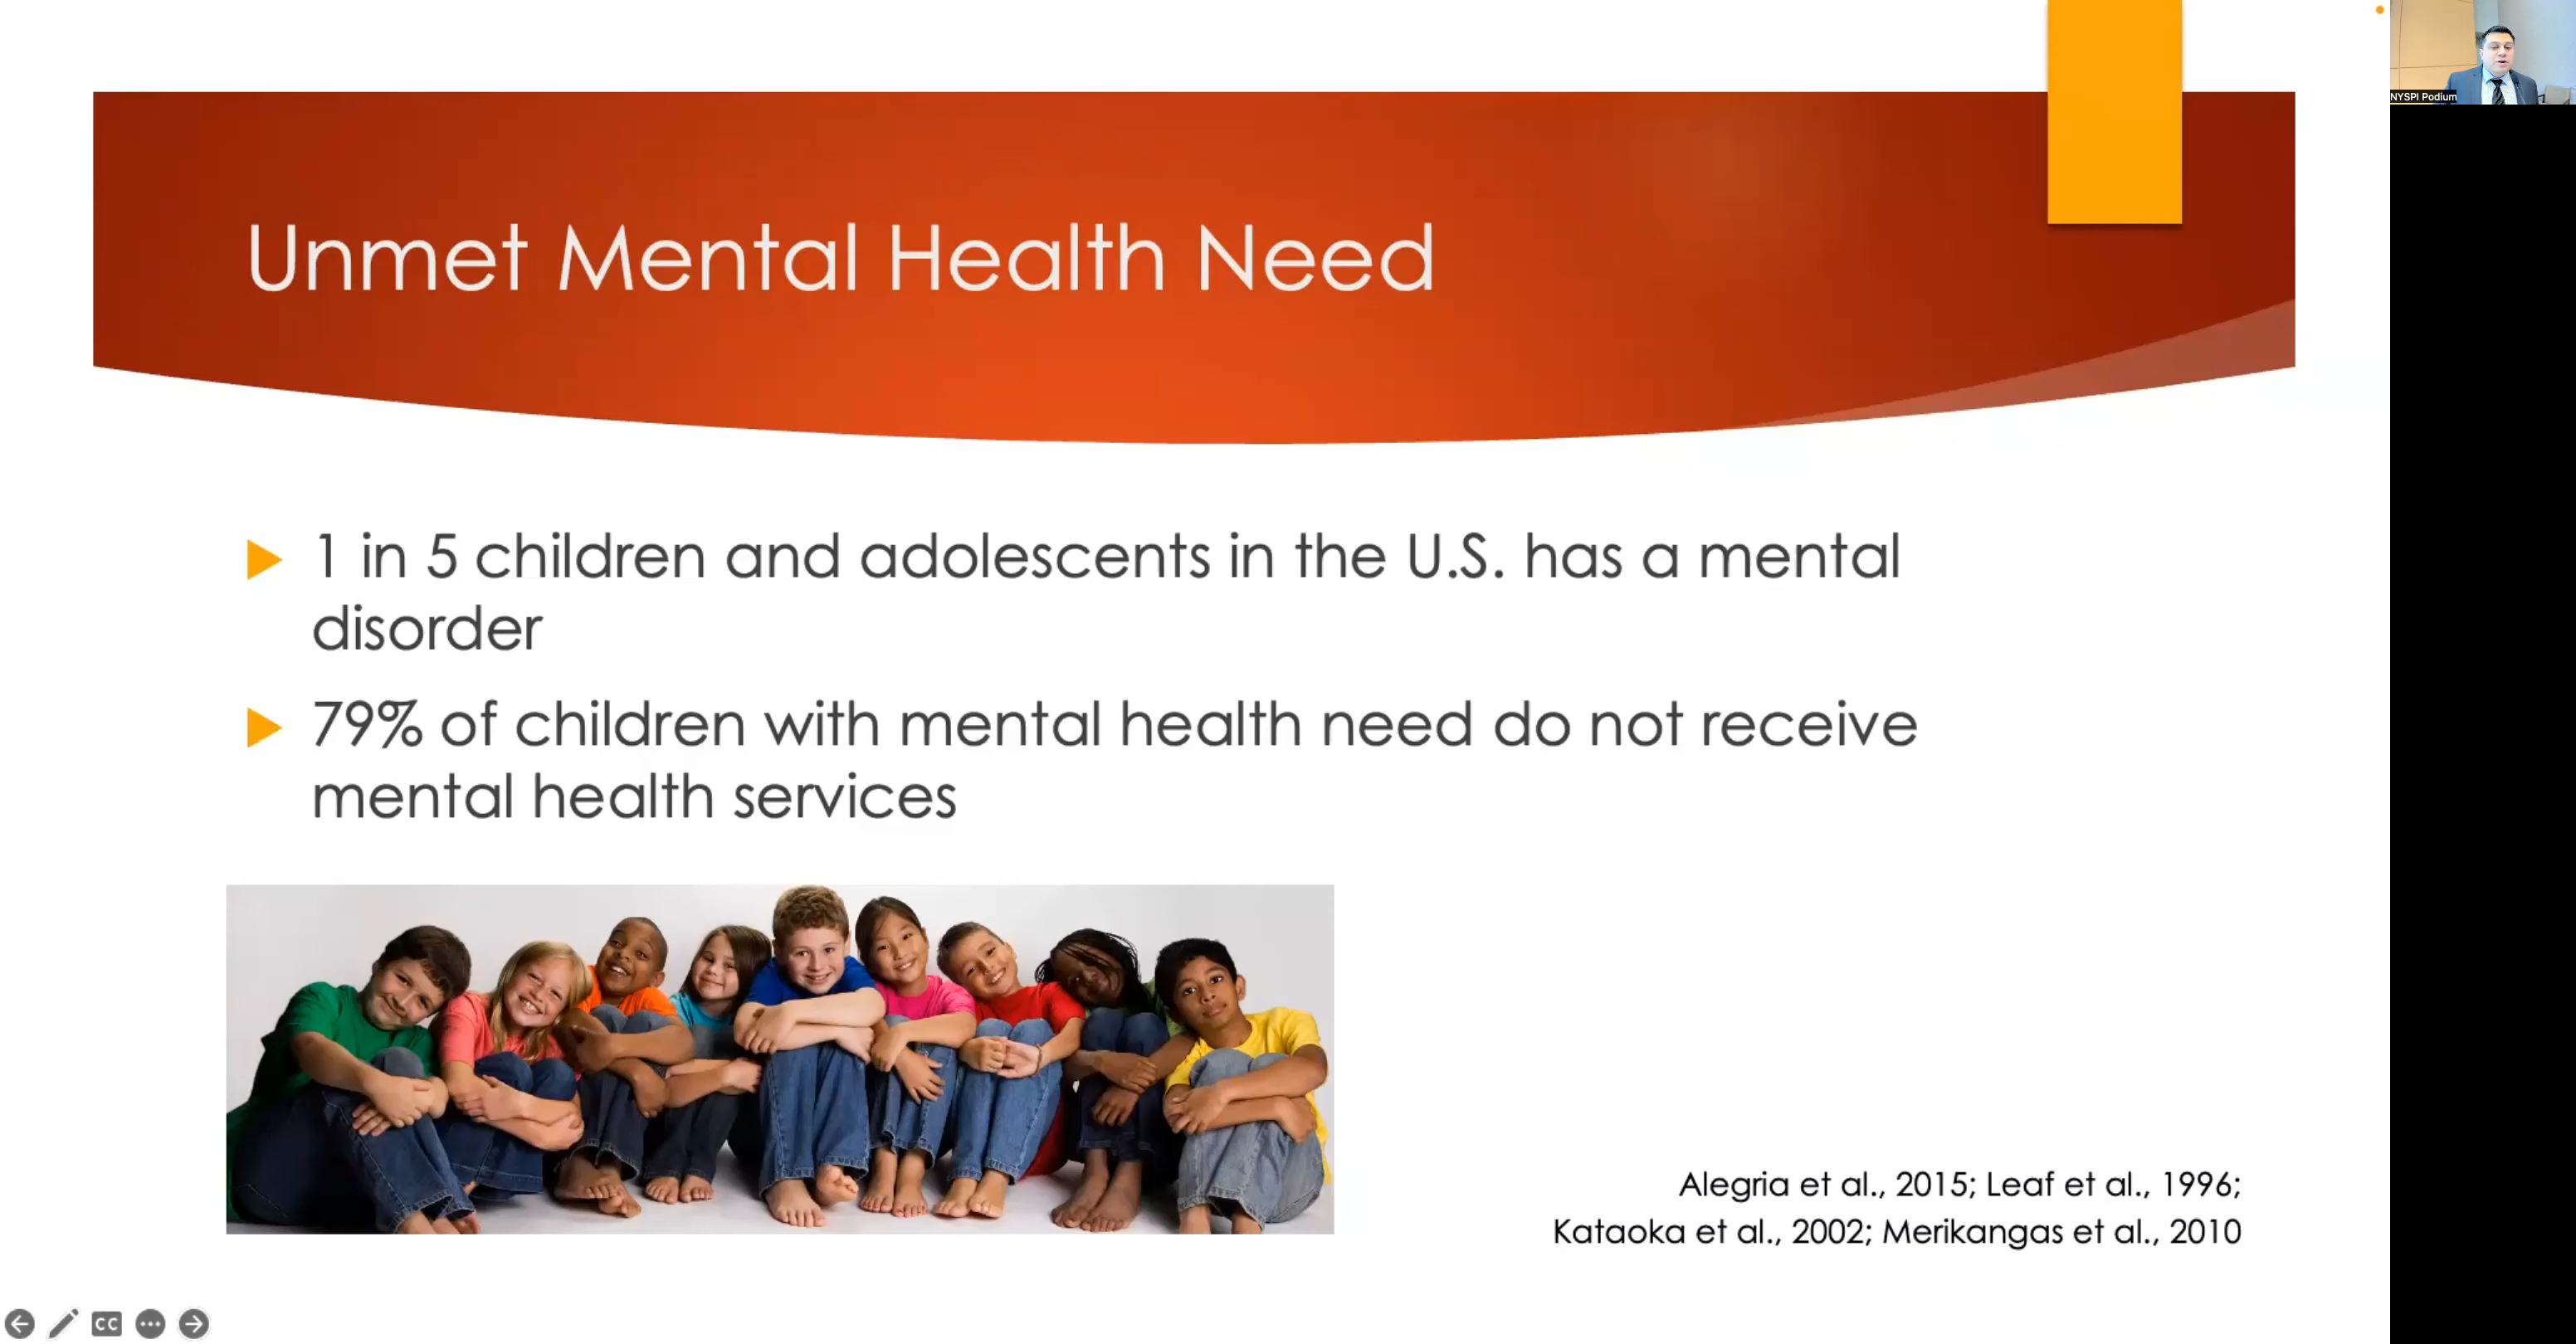 Unmet Mental Health Need
1 in 5 children and adolescents in the U.S. has a mental
disorder
79% of children with mental health need do not receive
mental health services
Alegria et al., 2015; Leaf et al., 1996;
Kataoka et al., 2002; Merikangas et al., 2010
NYSPI Podium
CC